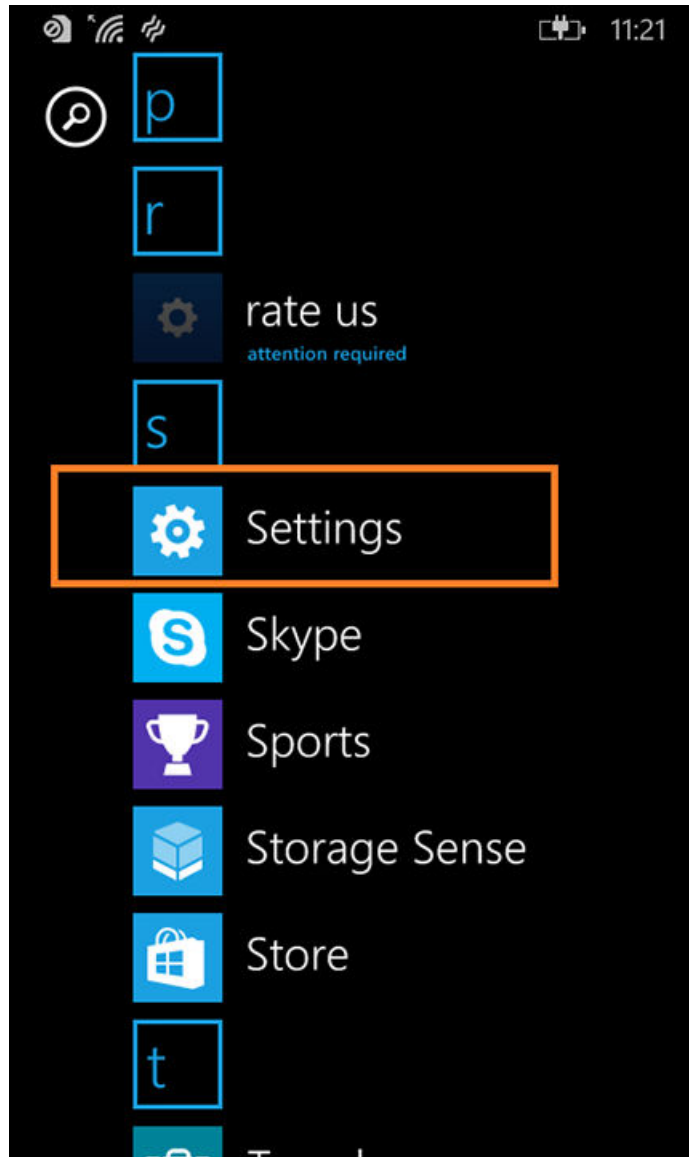 11:21
p
r
rate us
attention required
s
Settings
Skype
Sports
Storage Sense
Store
t